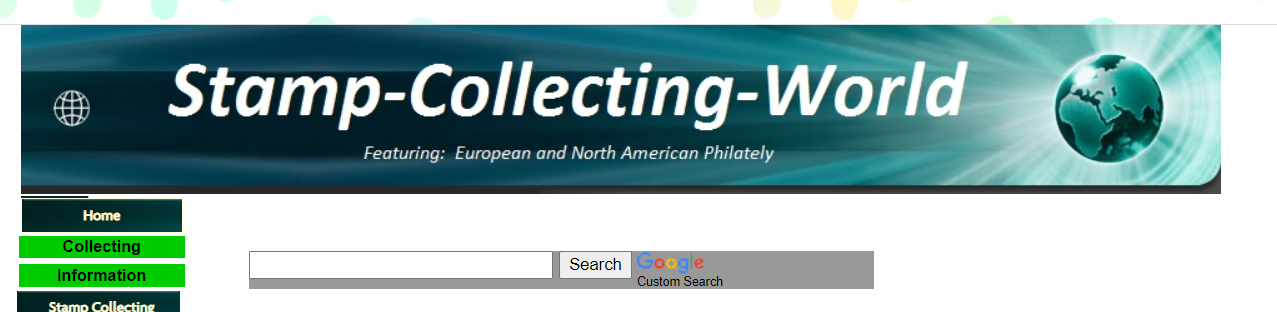 Stamp-Collecting-World
Featuring: European and North American Philately
Home
Collecting
Information
Stamp Collecting
Search
Google
Custom Search